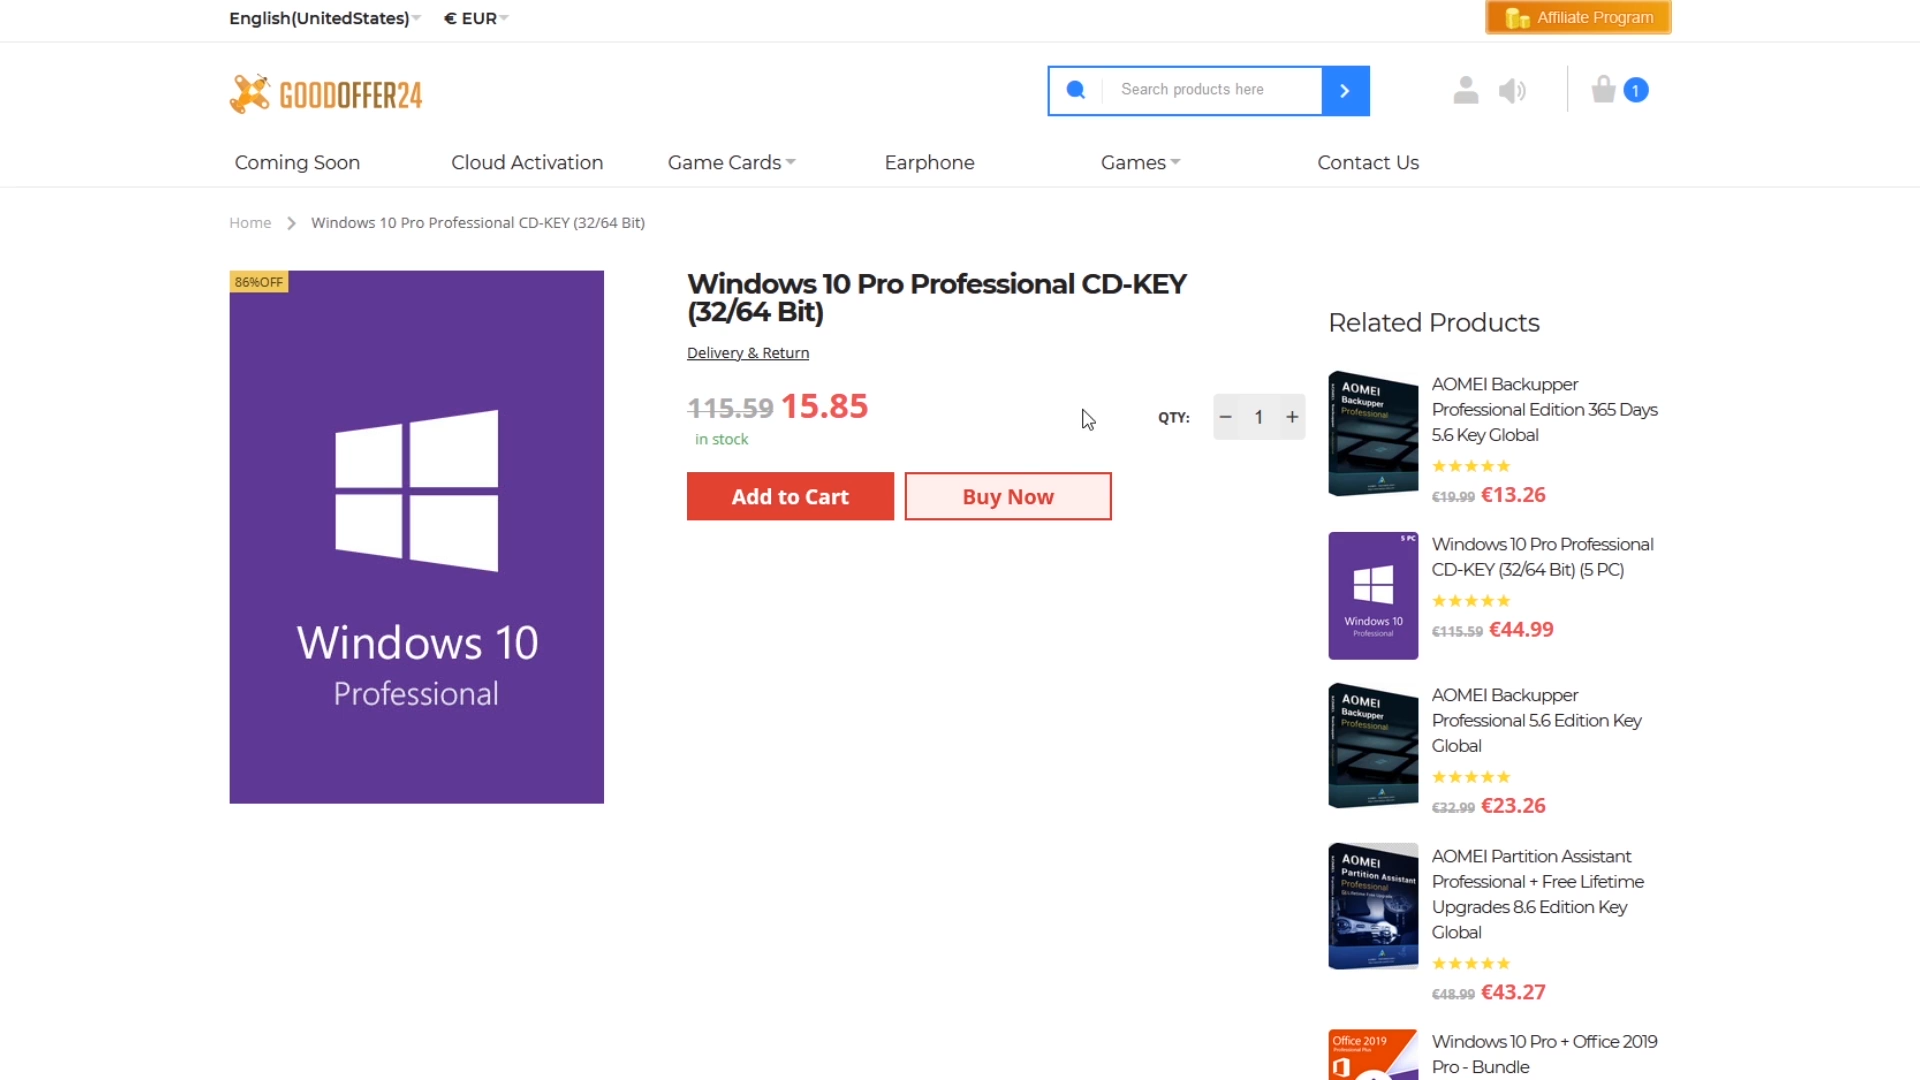 English(UnitedStates)
€ EUR
Affiliate Program
GOODOFFER24
Search products here
1
Coming Soon
Cloud Activation
Game Cards
Earphone
Games
Contact Us
Home
Windows 10 Pro Professional CD-KEY (32/64 Bit)
86%OFF
Windows 10
Professional
Windows 10 Pro Professional CD-KEY
(32/64 Bit)
Delivery & Return
115.59 15.85
in stock
QTY:
− 1 +
Add to Cart
Buy Now
Related Products
AOMEI
Backupper
Professional
AOMEI Backupper
Professional Edition 365 Days
5.6 Key Global
€19.99 €13.26
5 PC
Windows 10
Professional
Windows 10 Pro Professional
CD-KEY (32/64 Bit) (5 PC)
€115.59 €44.99
AOMEI
Backupper
Professional
AOMEI Backupper
Professional 5.6 Edition Key
Global
€32.99 €23.26
AOMEI
Partition Assistant
Professional
AOMEI Partition Assistant
Professional + Free Lifetime
Upgrades 8.6 Edition Key
Global
€48.99 €43.27
Office 2019
Professional Plus
Windows 10 Pro + Office 2019
Pro - Bundle